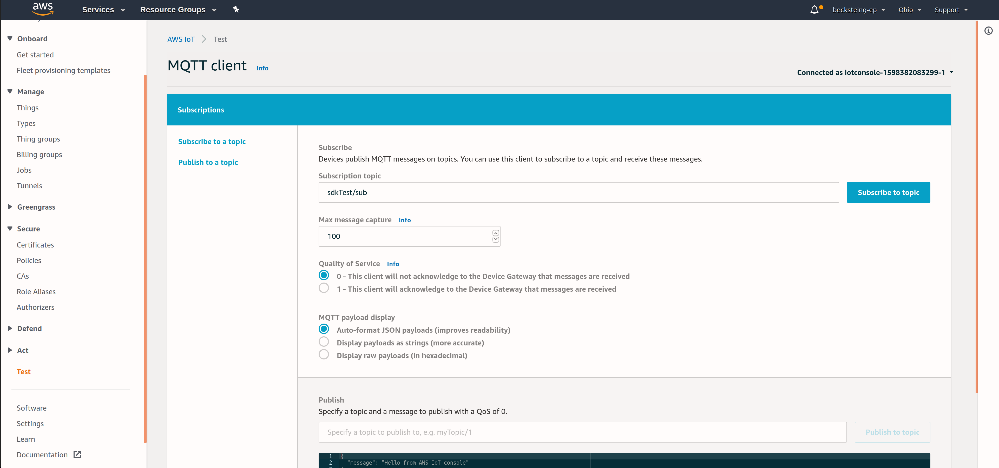 aws
Services
Resource Groups
becksteing-ep
Ohio
Support
Onboard
Get started
Fleet provisioning templates
Manage
Things
Types
Thing groups
Billing groups
Jobs
Tunnels
Greengrass
Secure
Certificates
Policies
CAs
Role Aliases
Authorizers
Defend
Act
Test
Software
Settings
Learn
Documentation
AWS IoT
Test
MQTT client Info
Connected as iotconsole-1598382083299-1
Subscriptions
Subscribe to a topic
Publish to a topic
Subscribe
Devices publish MQTT messages on topics. You can use this client to subscribe to a topic and receive these messages.
Subscription topic
sdkTest/sub
Subscribe to topic
Max message capture Info
100
Quality of Service Info
0 - This client will not acknowledge to the Device Gateway that messages are received
1 - This client will acknowledge to the Device Gateway that messages are received
MQTT payload display
Auto-format JSON payloads (improves readability)
Display payloads as strings (more accurate)
Display raw payloads (in hexadecimal)
Publish
Specify a topic and a message to publish with a QoS of 0.
Specify a topic to publish to, e.g. myTopic/1
Publish to topic
1 {
2 "message": "Hello from AWS IoT console"